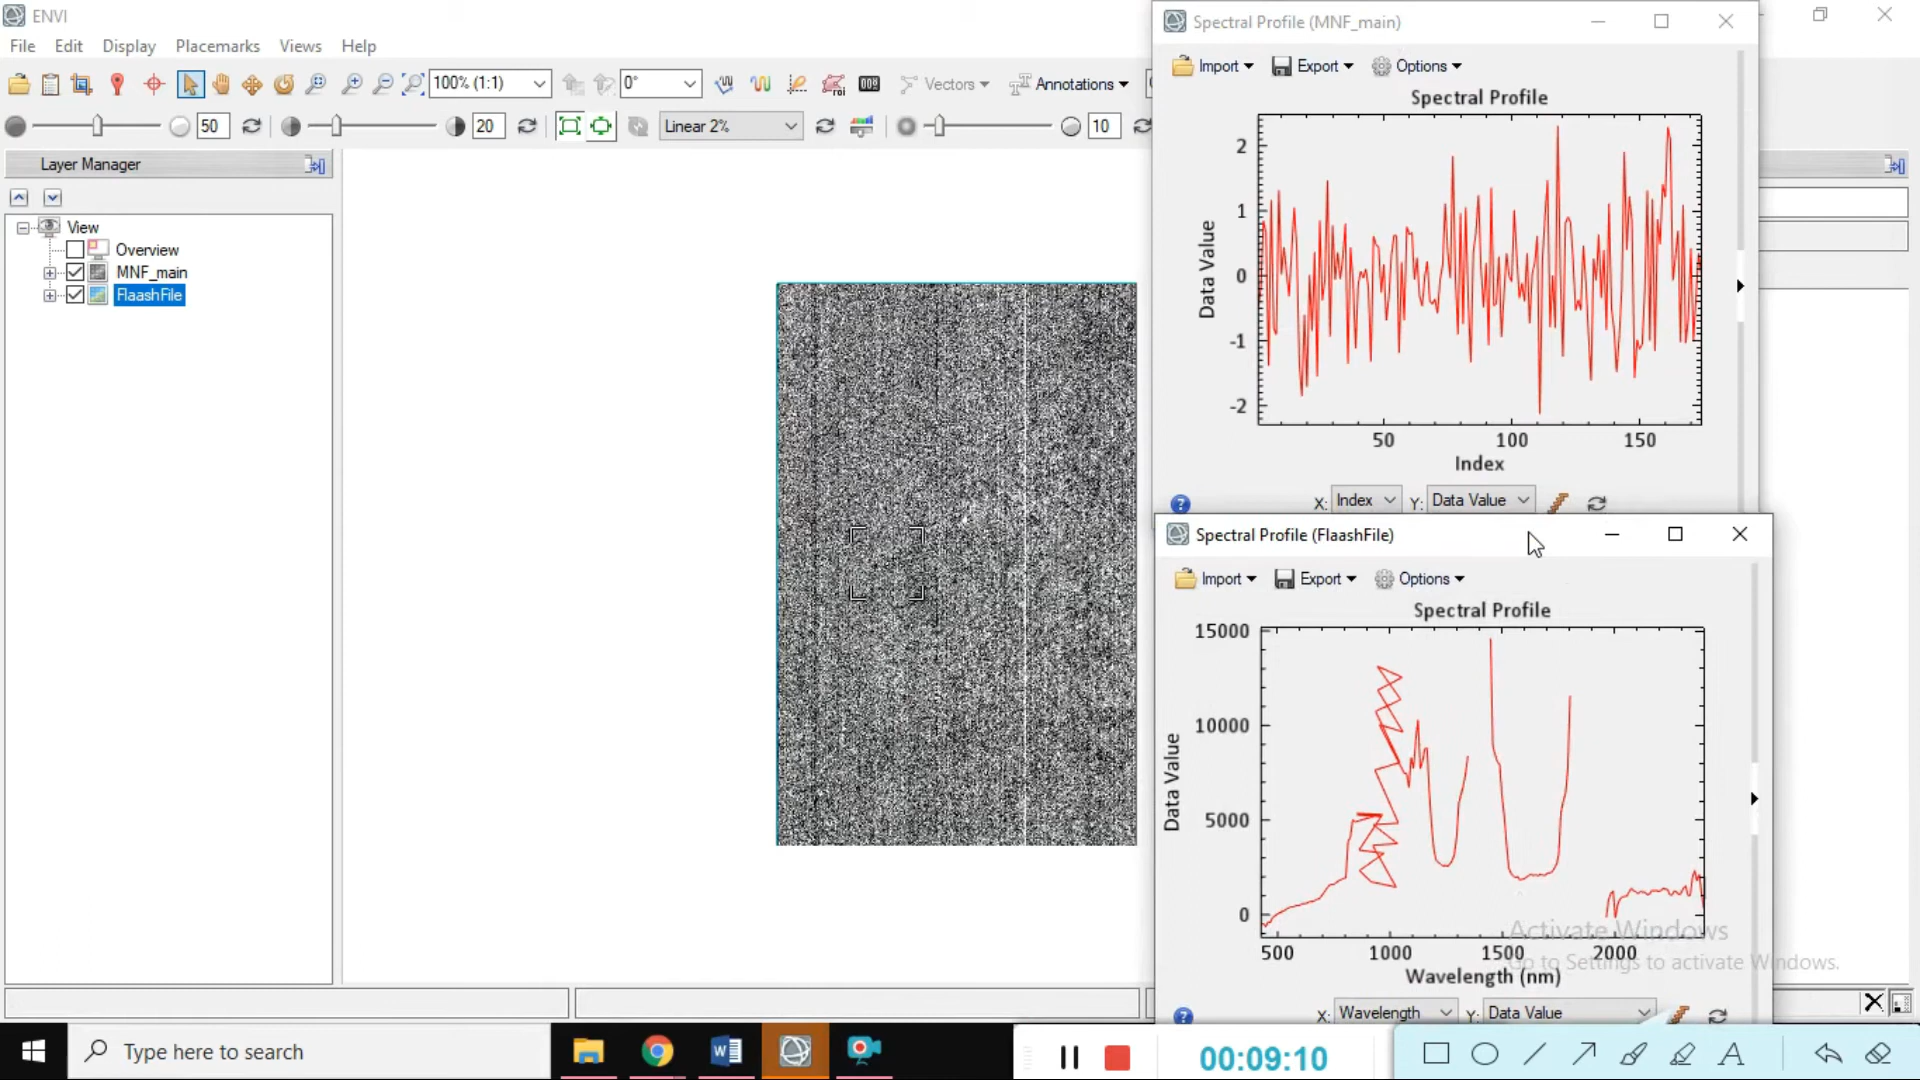 ENVI
File Edit Display Placemarks Views Help
100% (1:1) 0° Vectors Annotations
50 20 Linear 2% 10
Layer Manager
View
Overview
MNF_main
FlaashFile
Spectral Profile (MNF_main)
Import Export Options
Spectral Profile
Data Value
2
1
0
-1
-2
50 100 150
Index
X: Index Y: Data Value
Spectral Profile (FlaashFile)
Import Export Options
Spectral Profile
Data Value
15000
10000
5000
0
500 1000 1500 2000
Wavelength (nm)
X: Wavelength Y: Data Value
Activate Windows
Go to Settings to activate Windows.
Type here to search
00:09:10